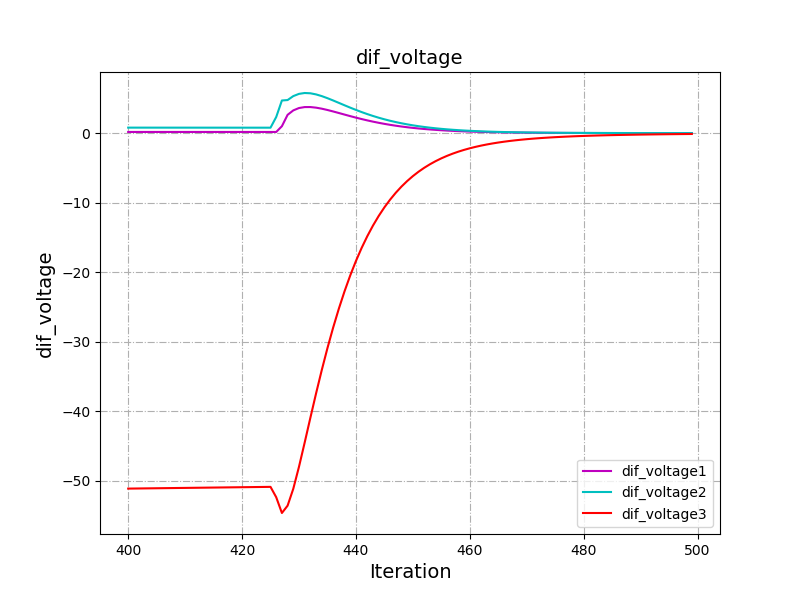 dif_voltage
dif_voltage
0
−10
−20
−30
−40
−50
400
420
440
460
480
500
Iteration
dif_voltage1
dif_voltage2
dif_voltage3